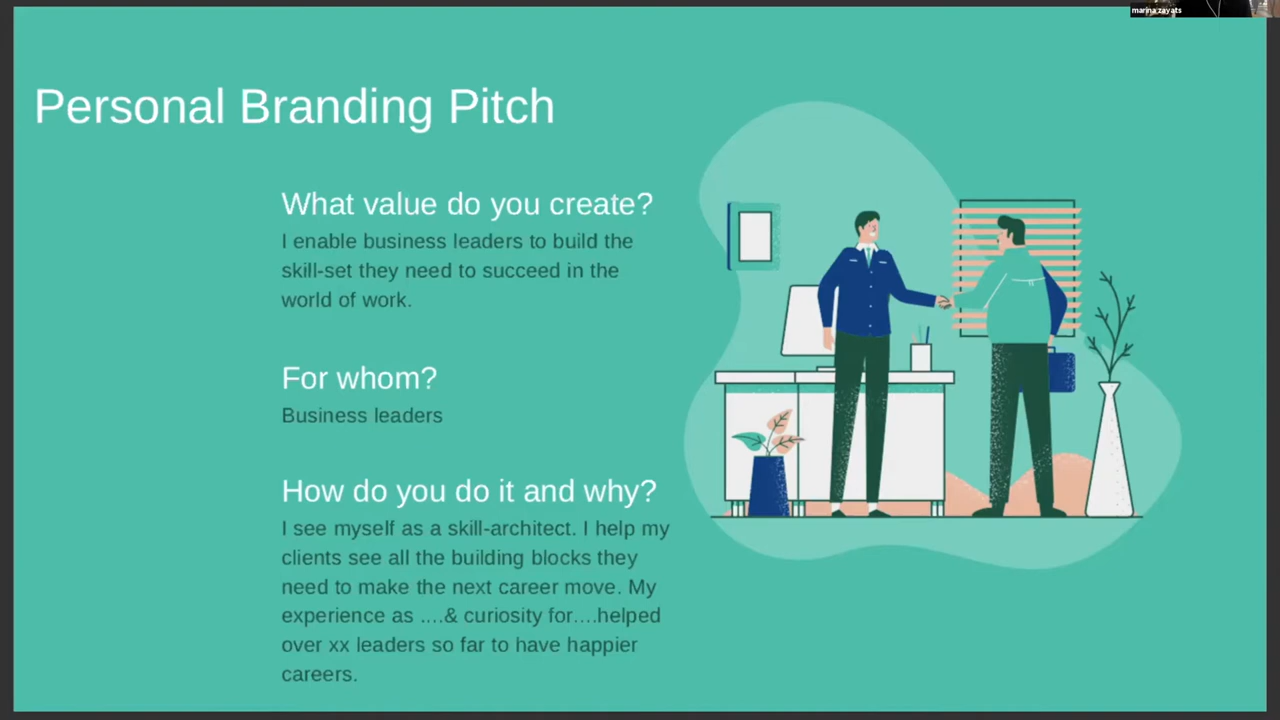 marina zayats
Personal Branding Pitch
What value do you create?
I enable business leaders to build the
skill-set they need to succeed in the
world of work.
For whom?
Business leaders
How do you do it and why?
I see myself as a skill-architect. I help my
clients see all the building blocks they
need to make the next career move. My
experience as ....& curiosity for....helped
over xx leaders so far to have happier
careers.